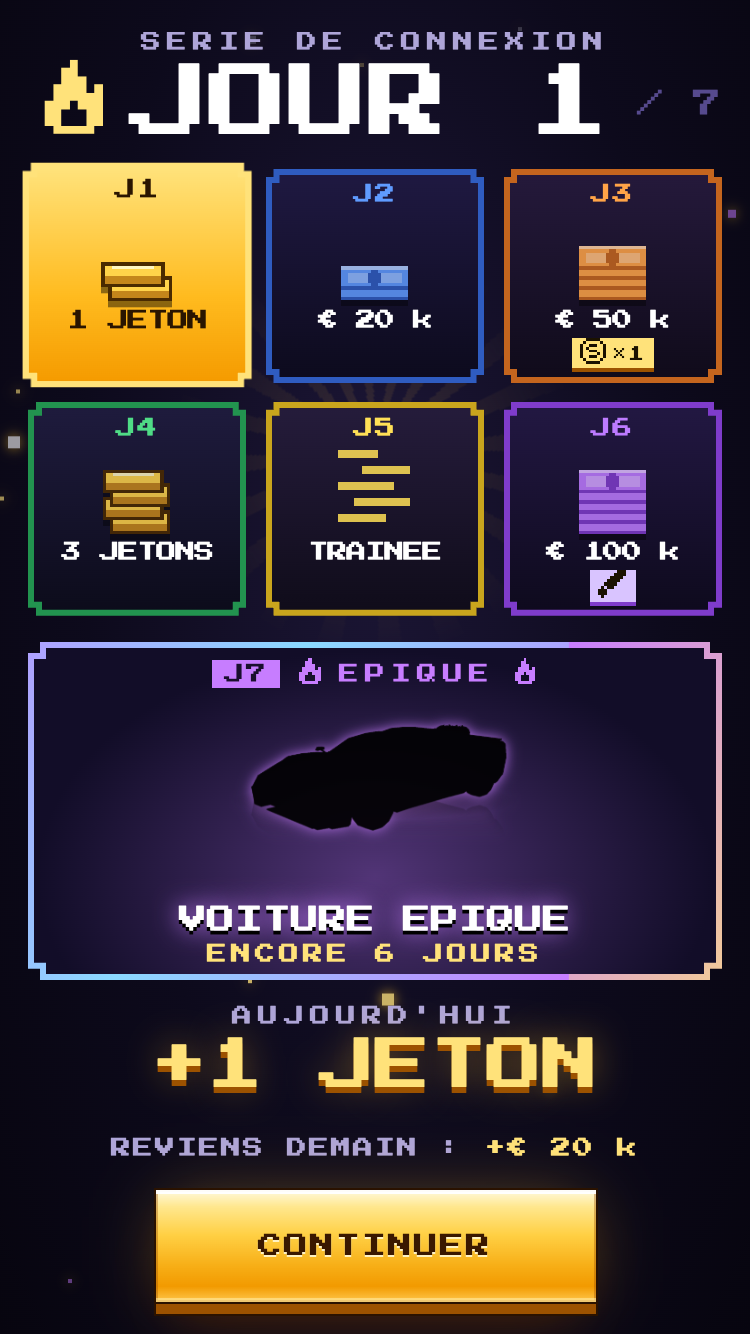 SERIE DE CONNEXION
JOUR 1 / 7
J1
1 JETON
J2
€ 20 k
J3
€ 50 k
S ×1
J4
3 JETONS
J5
TRAINEE
J6
€ 100 k
J7 EPIQUE
VOITURE EPIQUE
ENCORE 6 JOURS
AUJOURD'HUI
+1 JETON
REVIENS DEMAIN : +€ 20 k
CONTINUER